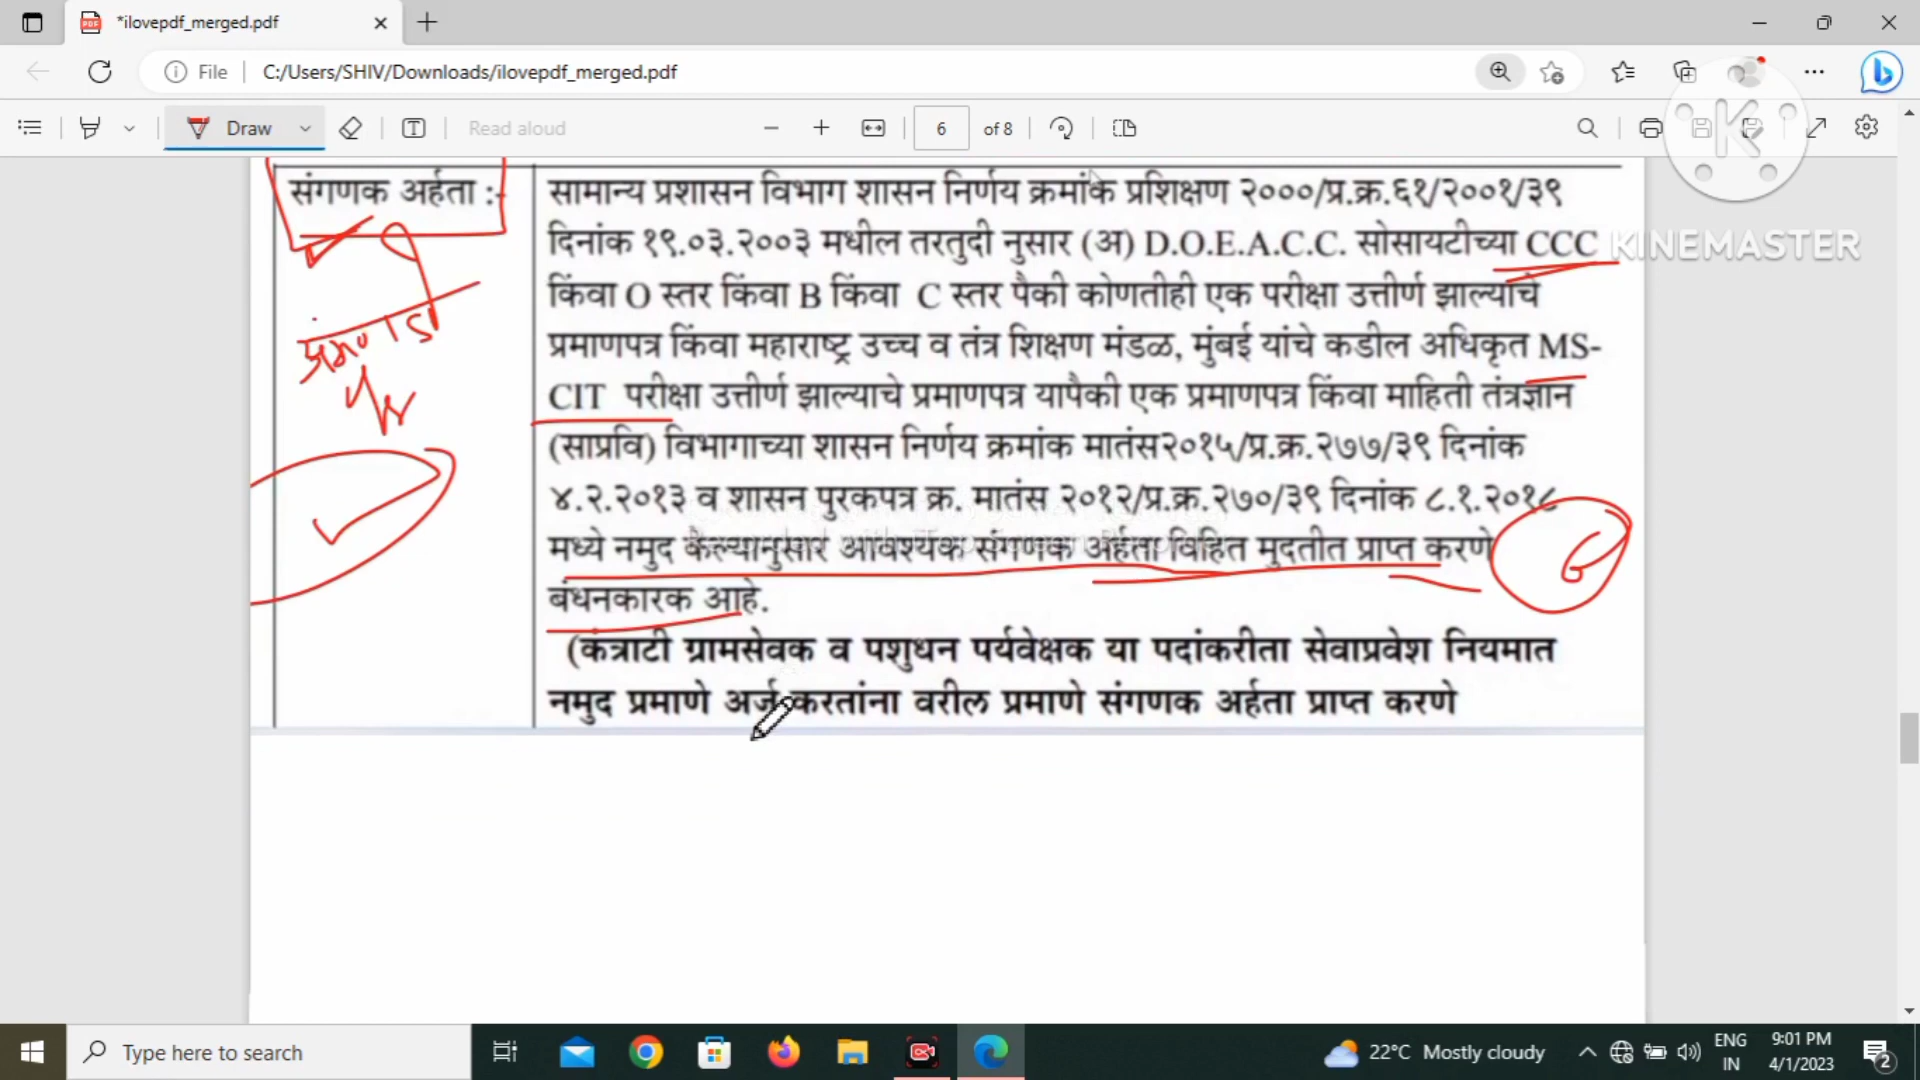 *ilovepdf_merged.pdf
File C:/Users/SHIV/Downloads/ilovepdf_merged.pdf
Draw Read aloud 6 of 8
KINEMASTER
संगणक अर्हता :-
सामान्य प्रशासन विभाग शासन निर्णय क्रमांक प्रशिक्षण २०००/प्र.क्र.६१/२००१/३९
दिनांक १९.०३.२००३ मधील तरतुदी नुसार (अ) D.O.E.A.C.C. सोसायटीच्या CCC
किंवा O स्तर किंवा B किंवा C स्तर पैकी कोणतीही एक परीक्षा उत्तीर्ण झाल्याचे
प्रमाणपत्र किंवा महाराष्ट्र उच्च व तंत्र शिक्षण मंडळ, मुंबई यांचे कडील अधिकृत MS-
CIT परीक्षा उत्तीर्ण झाल्याचे प्रमाणपत्र यापैकी एक प्रमाणपत्र किंवा माहिती तंत्रज्ञान
(साप्रवि) विभागाच्या शासन निर्णय क्रमांक मातंस२०१५/प्र.क्र.२७७/३९ दिनांक
४.२.२०१३ व शासन पुरकपत्र क्र. मातंस २०१२/प्र.क्र.२७०/३९ दिनांक ८.१.२०१८
मध्ये नमुद केल्यानुसार आवश्यक संगणक अर्हता विहित मुदतीत प्राप्त करणे
बंधनकारक आहे.
(कंत्राटी ग्रामसेवक व पशुधन पर्यवेक्षक या पदांकरीता सेवाप्रवेश नियमात
नमुद प्रमाणे अर्ज करतांना वरील प्रमाणे संगणक अर्हता प्राप्त करणे
Type here to search
22°C Mostly cloudy
ENG
IN
9:01 PM
4/1/2023
2